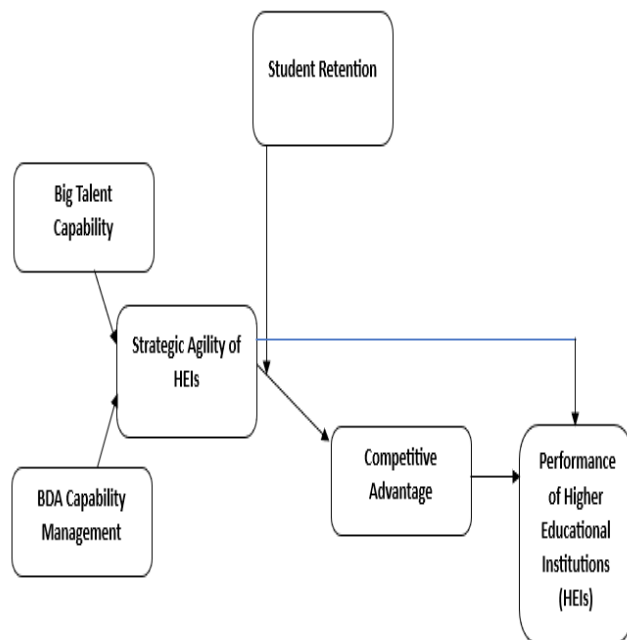 Student Retention
Big Talent
Capability
Strategic Agility of
HEIs
BDA Capability
Management
Competitive
Advantage
Performance
of Higher
Educational
Institutions
(HEIs)